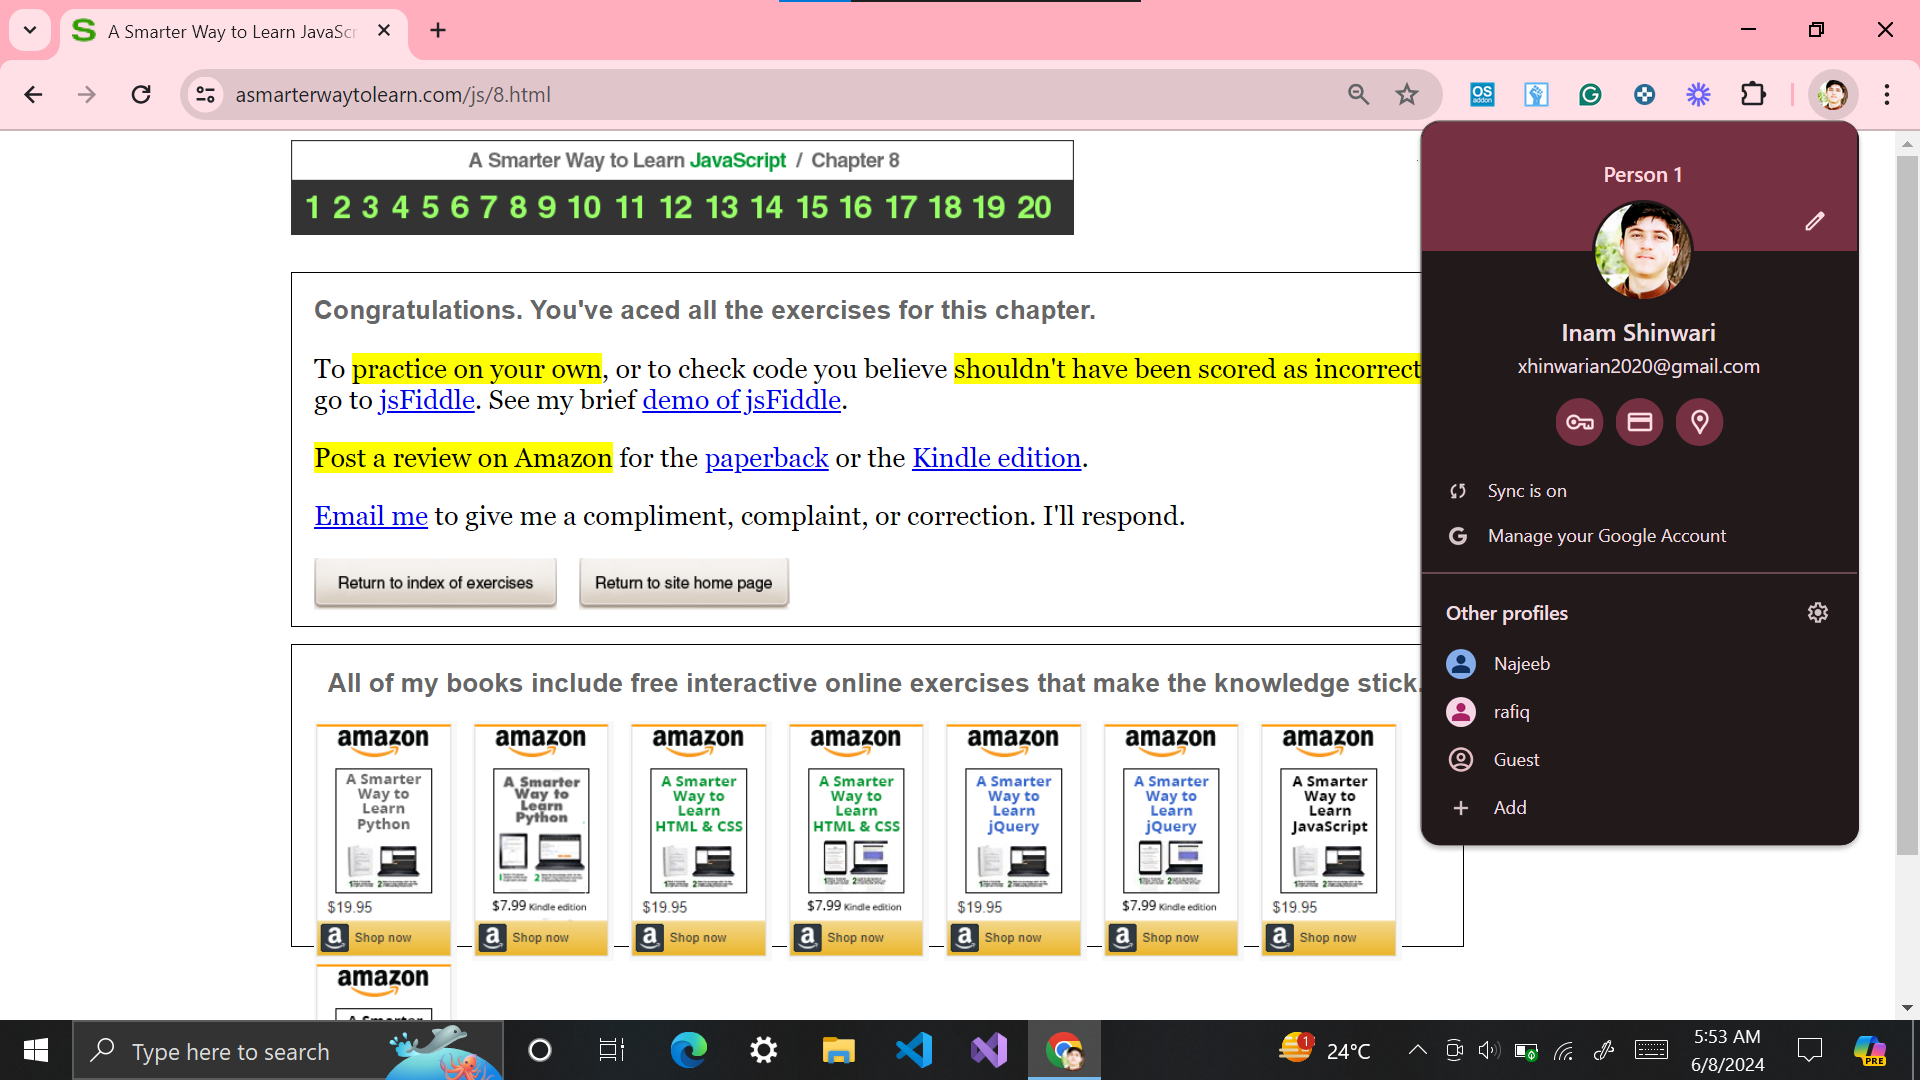 A Smarter Way to Learn JavaScr
asmarterwaytolearn.com/js/8.html
OS
addon
A Smarter Way to Learn JavaScript / Chapter 8
1 2 3 4 5 6 7 8 9 10 11 12 13 14 15 16 17 18 19 20
Congratulations. You've aced all the exercises for this chapter.
To practice on your own, or to check code you believe shouldn't have been scored as incorrect
go to jsFiddle. See my brief demo of jsFiddle.
Post a review on Amazon for the paperback or the Kindle edition.
Email me to give me a compliment, complaint, or correction. I'll respond.
Return to index of exercises
Return to site home page
All of my books include free interactive online exercises that make the knowledge stick.
amazon
A Smarter
Way to
Learn
Python
$19.95
Shop now
amazon
A Smarter
Way to
Learn
Python
$7.99 Kindle edition
Shop now
amazon
A Smarter
Way to
Learn
HTML & CSS
$19.95
Shop now
amazon
A Smarter
Way to
Learn
HTML & CSS
$7.99 Kindle edition
Shop now
amazon
A Smarter
Way to
Learn
jQuery
$19.95
Shop now
amazon
A Smarter
Way to
Learn
jQuery
$7.99 Kindle edition
Shop now
amazon
A Smarter
Way to
Learn
JavaScript
$19.95
Shop now
amazon
A Smarter
Person 1
Inam Shinwari
xhinwarian2020@gmail.com
Sync is on
Manage your Google Account
Other profiles
Najeeb
rafiq
Guest
Add
Type here to search
1
24°C
5:53 AM
6/8/2024
PRE